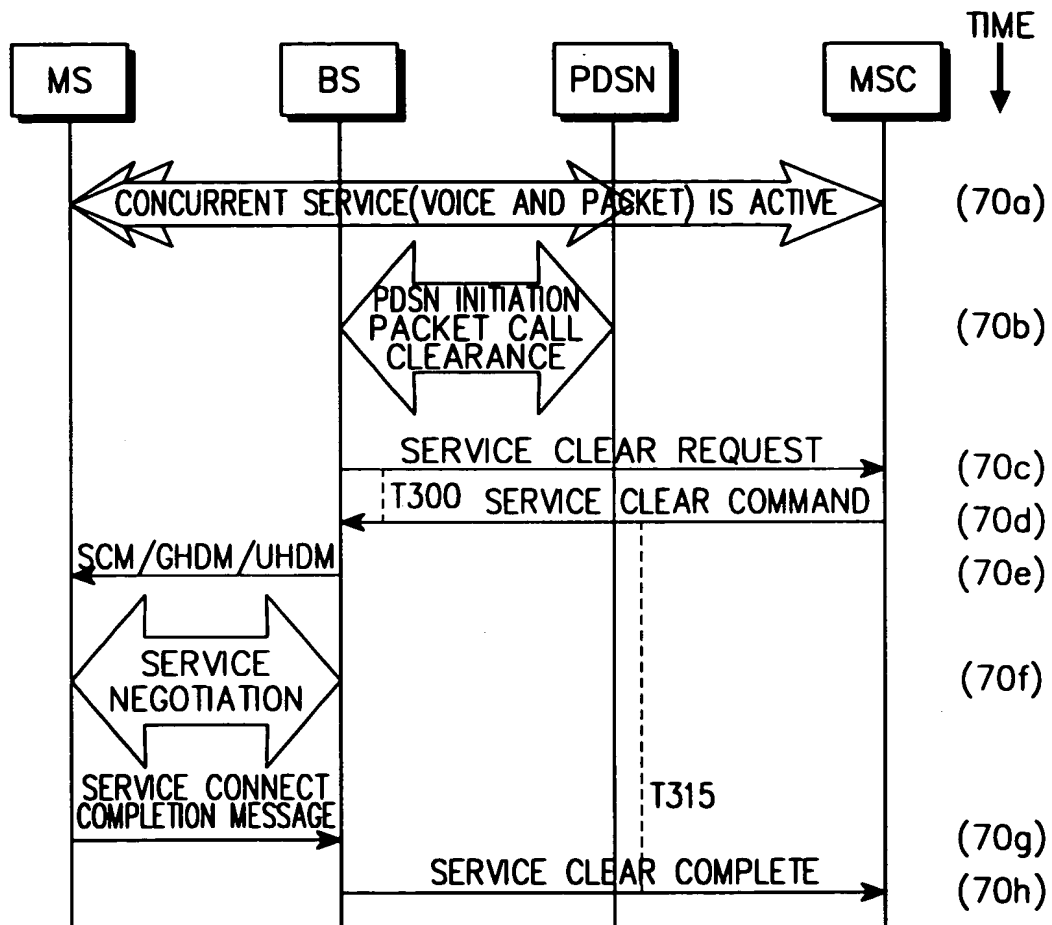 TIME
MS
BS
PDSN
MSC
CONCURRENT SERVICE(VOICE AND PACKET) IS ACTIVE
(70a)
PDSN INITIATION
PACKET CALL
CLEARANCE
(70b)
SERVICE CLEAR REQUEST
(70c)
T300
SERVICE CLEAR COMMAND
(70d)
SCM/GHDM/UHDM
(70e)
SERVICE
NEGOTIATION
(70f)
SERVICE CONNECT
COMPLETION MESSAGE
T315
(70g)
SERVICE CLEAR COMPLETE
(70h)